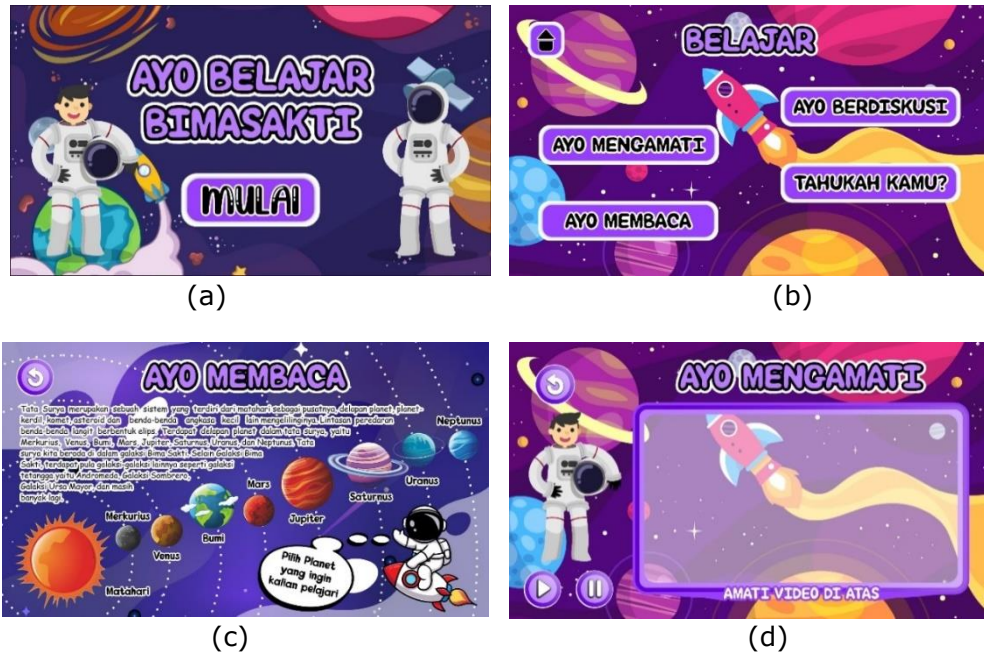 AYO BELAJAR
BIMASAKTI
MULAI
(a)
BELAJAR
AYO BERDISKUSI
AYO MENGAMATI
TAHUKAH KAMU?
AYO MEMBACA
(b)
AYO MEMBACA
Tata Surya merupakan sebuah sistem yang terdiri dari matahari sebagai pusatnya, delapan planet, planet-
kerdil, komet, asteroid dan benda-benda angkasa kecil lain mengelilinginya. Lintasan peredaran
benda-benda langit berbentuk elips. Terdapat delapan planet dalam tata surya, yaitu
Merkurius, Venus, Bumi, Mars, Jupiter, Saturnus, Uranus, dan Neptunus. Tata
surya kita berada di dalam galaksi Bima Sakti. Selain Galaksi Bima
Sakti, terdapat pula galaksi-galaksi lainnya seperti galaksi
tetangga yaitu Andromeda, Galaksi Sombrero,
Galaksi Ursa Mayor, dan masih
banyak lagi.
Neptunus
Uranus
Saturnus
Mars
Jupiter
Merkurius
Bumi
Venus
Matahari
Pilih Planet
yang ingin
kalian pelajari
(c)
AYO MENGAMATI
AMATI VIDEO DI ATAS
(d)